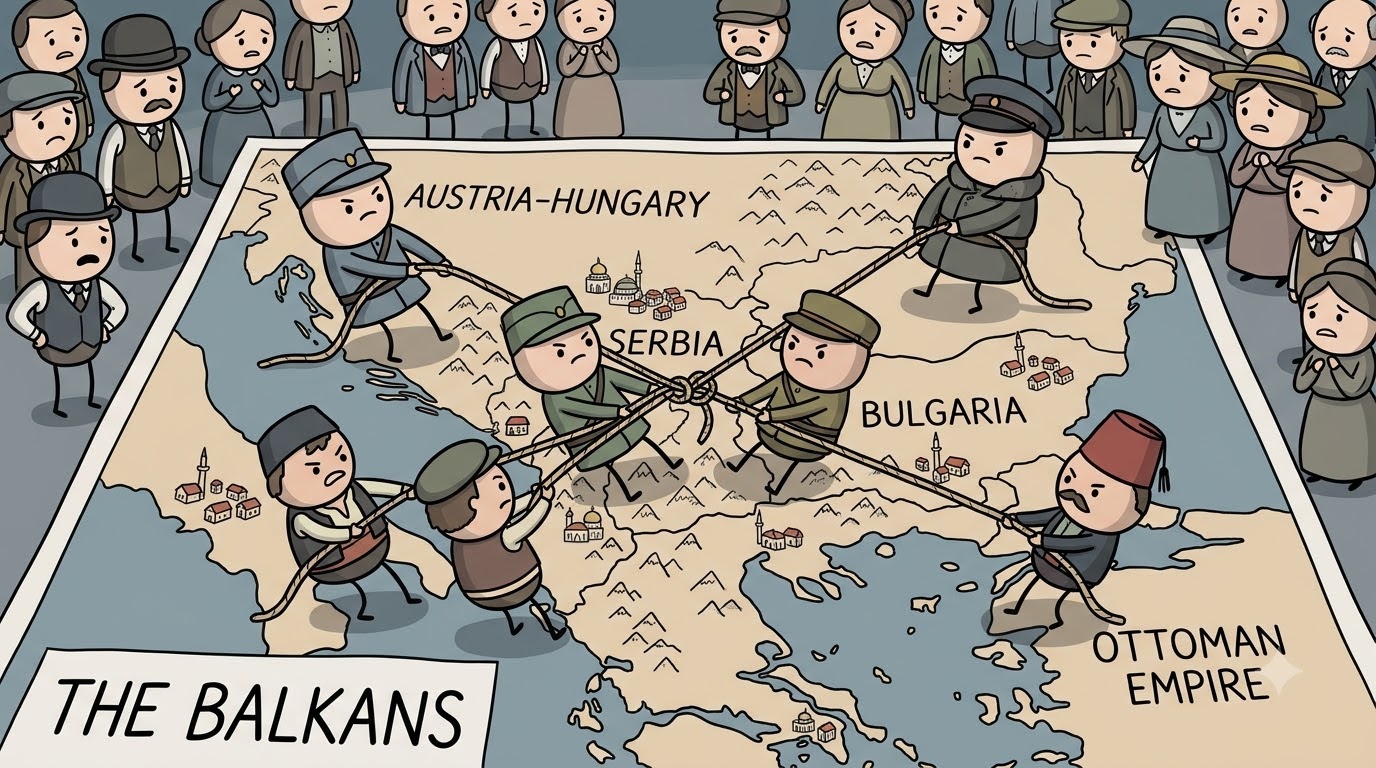 AUSTRIA-HUNGARY
SERBIA
BULGARIA
OTTOMAN
EMPIRE
THE BALKANS